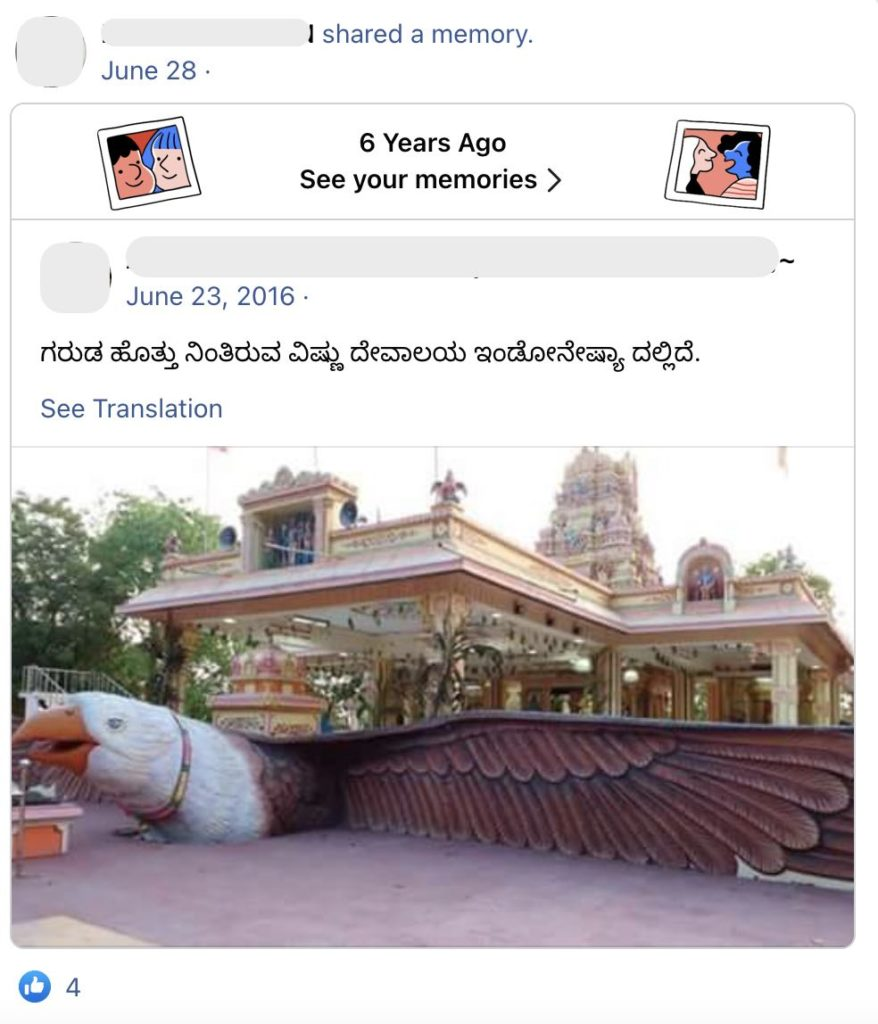 shared a memory.
June 28 ·
6 Years Ago
See your memories
~
June 23, 2016 ·
ಗರುಡ ಹೊತ್ತು ನಿಂತಿರುವ ವಿಷ್ಣು ದೇವಾಲಯ ಇಂಡೋನೇಷ್ಯಾ ದಲ್ಲಿದೆ.
See Translation
4